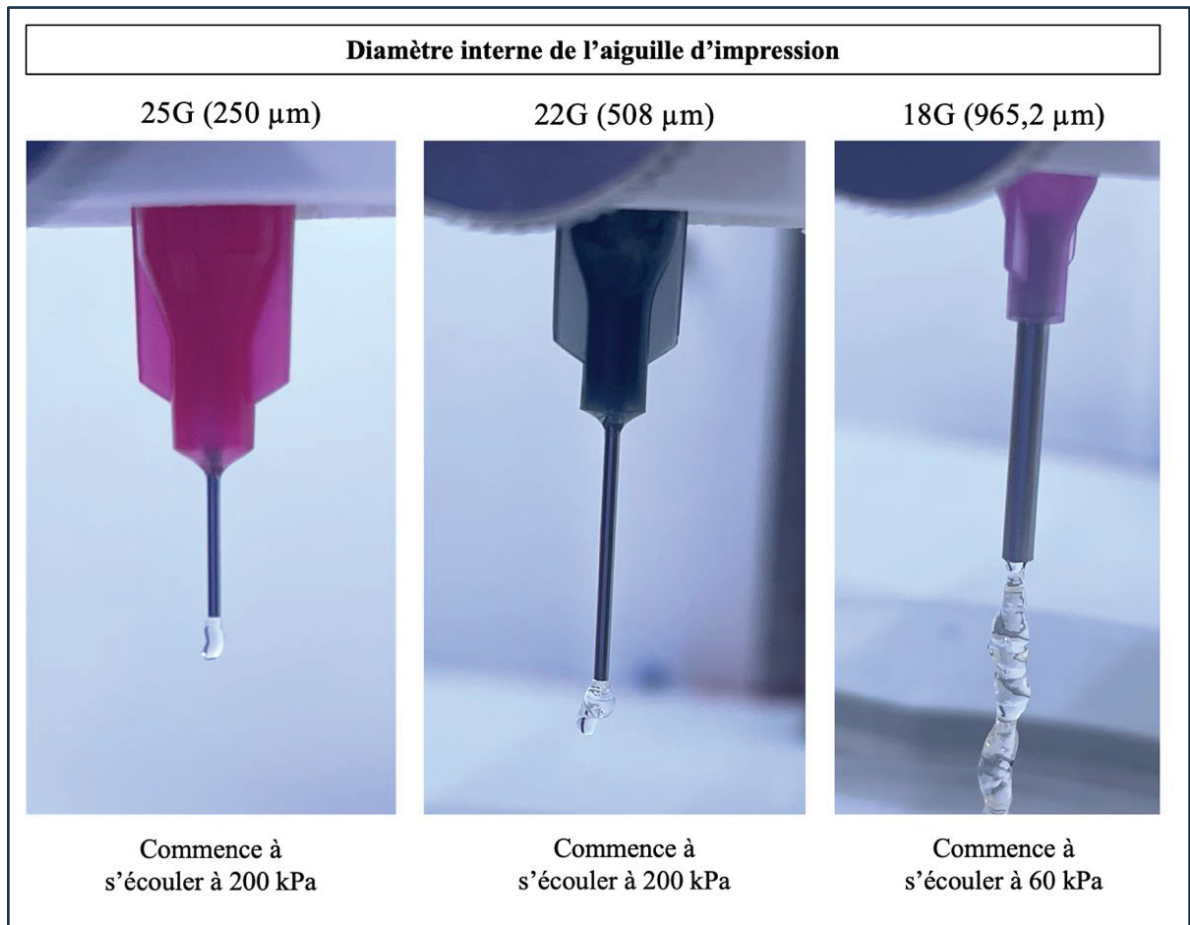 Diamètre interne de l’aiguille d’impression
25G (250 µm)
22G (508 µm)
18G (965,2 µm)
Commence à
s’écouler à 200 kPa
Commence à
s’écouler à 200 kPa
Commence à
s’écouler à 60 kPa